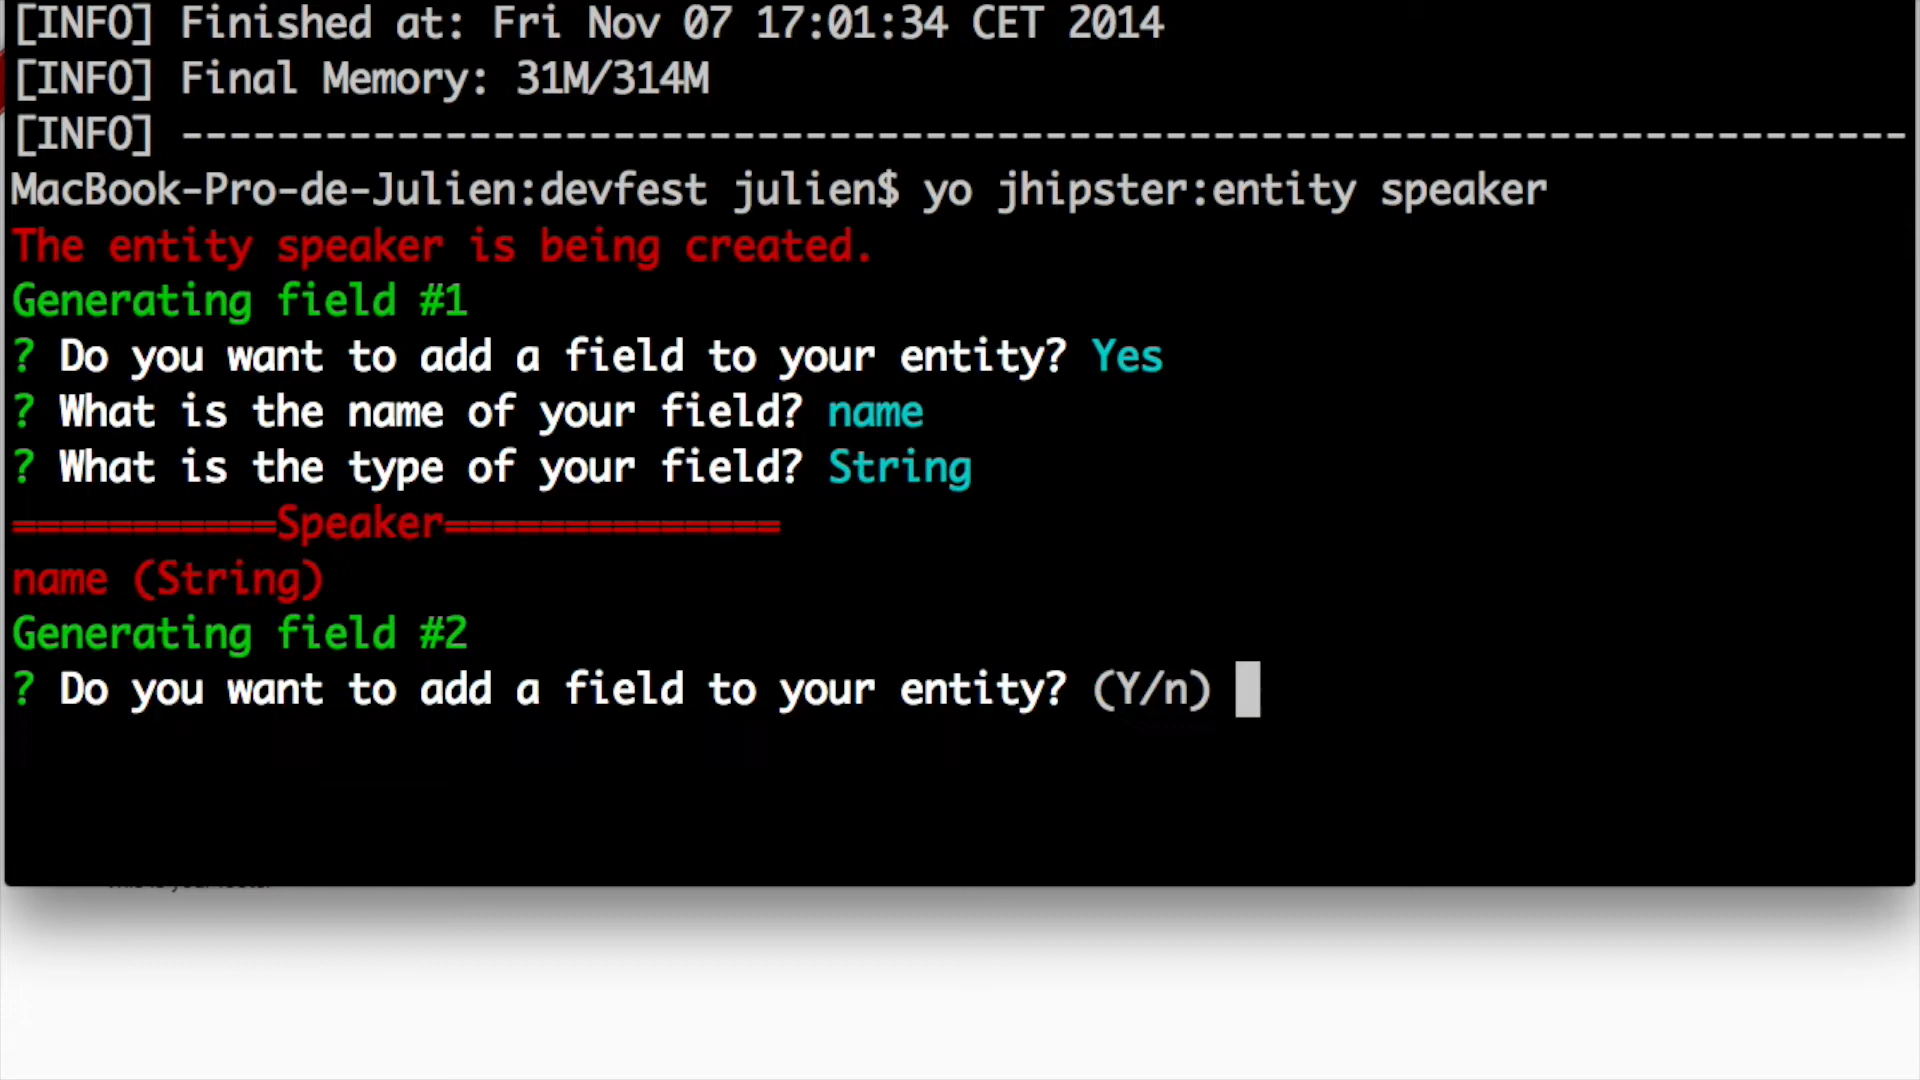 [INFO] Finished at: Fri Nov 07 17:01:34 CET 2014
[INFO] Final Memory: 31M/314M
[INFO] ------------------------------------------------------------------------
MacBook-Pro-de-Julien:devfest julien$ yo jhipster:entity speaker
The entity speaker is being created.
Generating field #1
? Do you want to add a field to your entity? Yes
? What is the name of your field? name
? What is the type of your field? String
===========Speaker==============
name (String)
Generating field #2
? Do you want to add a field to your entity? (Y/n)